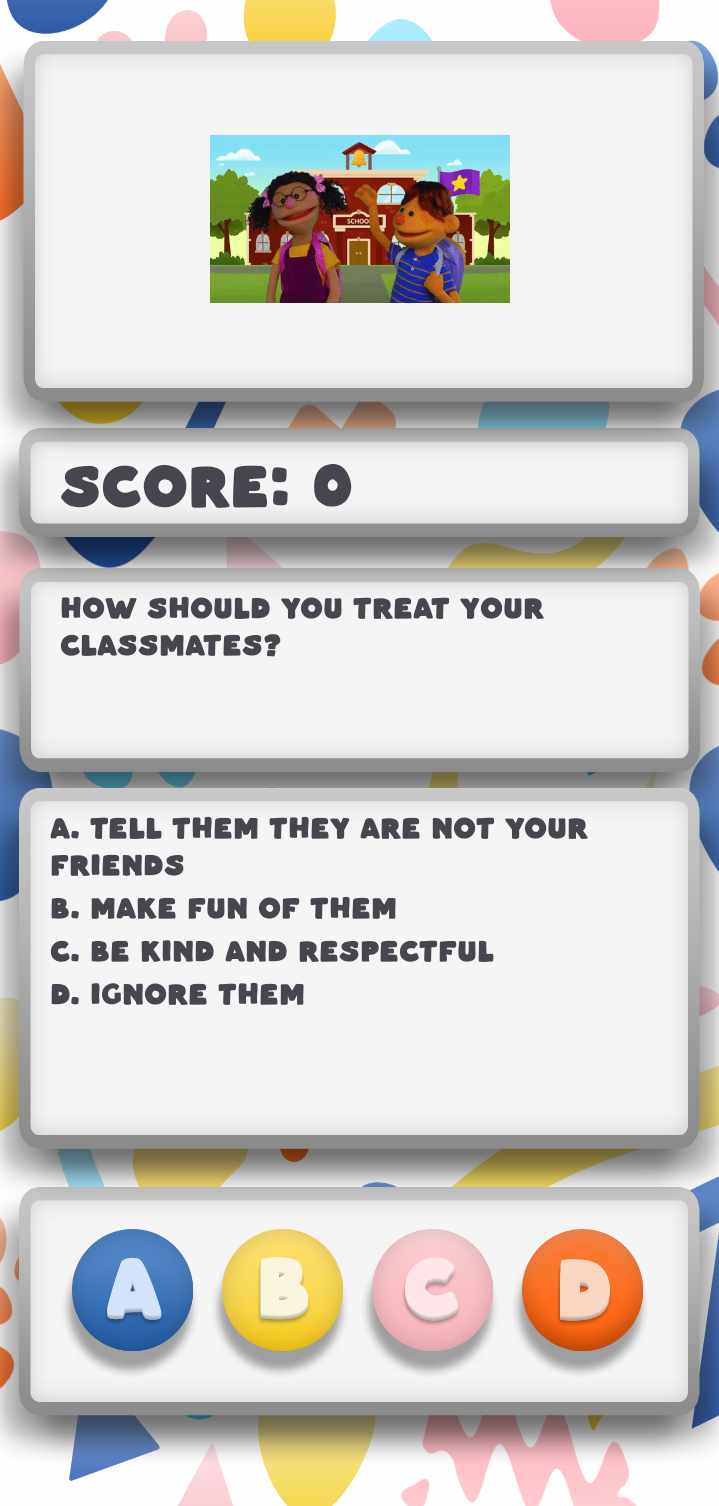 SCHOOL
SCORE: 0
HOW SHOULD YOU TREAT YOUR
CLASSMATES?
A. TELL THEM THEY ARE NOT YOUR
FRIENDS
B. MAKE FUN OF THEM
C. BE KIND AND RESPECTFUL
D. IGNORE THEM
A B C D